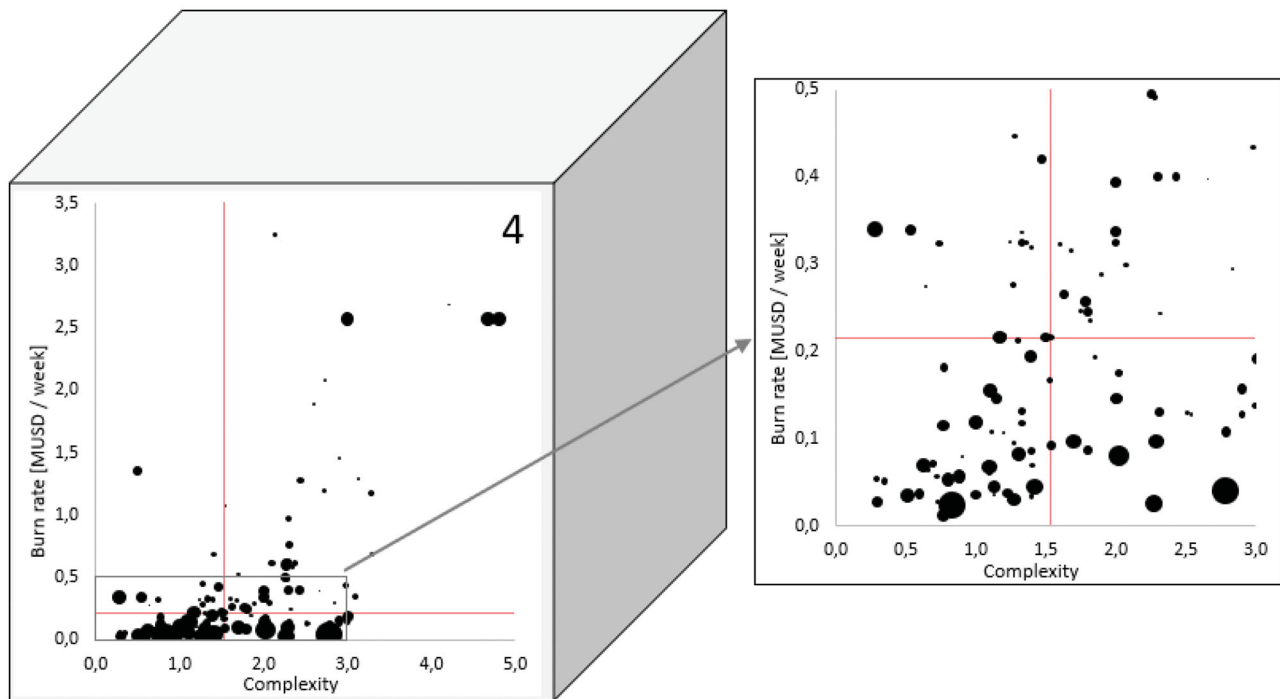 4
Burn rate [MUSD / week]
3,5
3,0
2,5
2,0
1,5
1,0
0,5
0,0
0,0 1,0 2,0 3,0 4,0 5,0
Complexity
Burn rate [MUSD / week]
0,5
0,4
0,3
0,2
0,1
0,0
0,0 0,5 1,0 1,5 2,0 2,5 3,0
Complexity